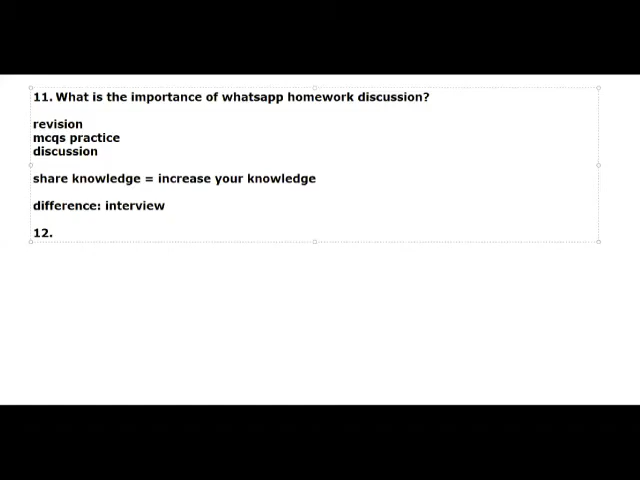 11. What is the importance of whatsapp homework discussion?
revision
mcqs practice
discussion
share knowledge = increase your knowledge
difference: interview
12.